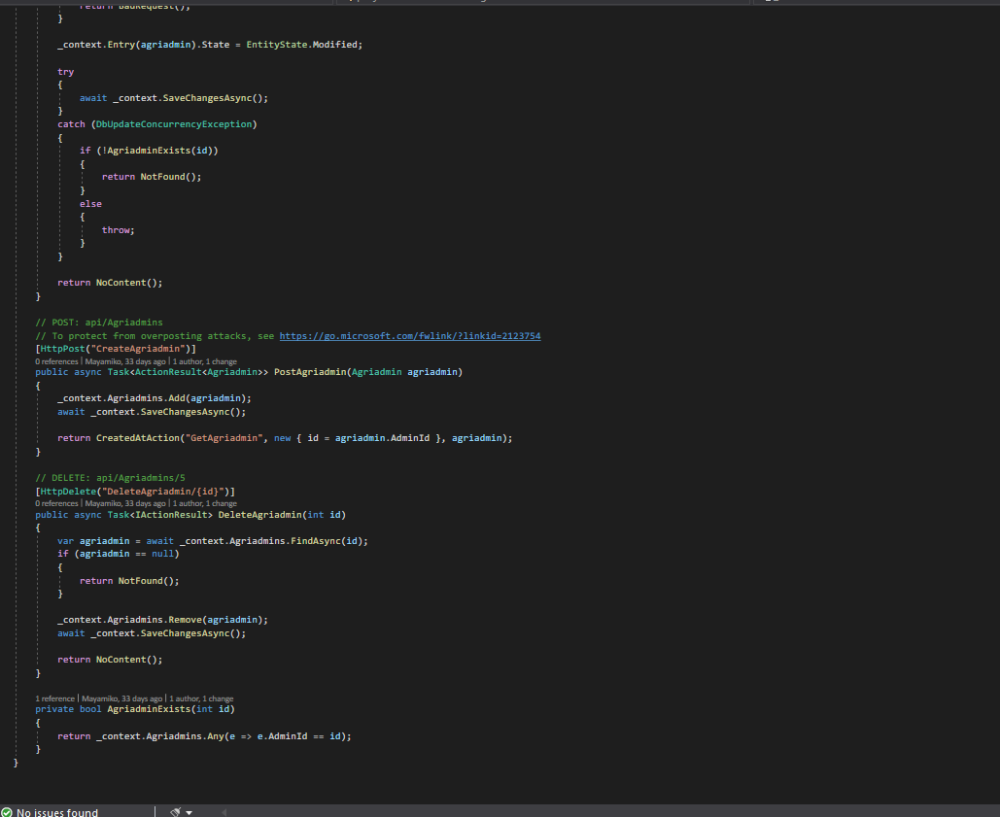 return BadRequest();
}
_context.Entry(agriadmin).State = EntityState.Modified;
try
{
await _context.SaveChangesAsync();
}
catch (DbUpdateConcurrencyException)
{
if (!AgriadminExists(id))
{
return NotFound();
}
else
{
throw;
}
}
return NoContent();
}
// POST: api/Agriadmins
// To protect from overposting attacks, see https://go.microsoft.com/fwlink/?linkid=2123754
[HttpPost("CreateAgriadmin")]
0 references | Mayamiko, 33 days ago | 1 author, 1 change
public async Task<ActionResult<Agriadmin>> PostAgriadmin(Agriadmin agriadmin)
{
_context.Agriadmins.Add(agriadmin);
await _context.SaveChangesAsync();
return CreatedAtAction("GetAgriadmin", new { id = agriadmin.AdminId }, agriadmin);
}
// DELETE: api/Agriadmins/5
[HttpDelete("DeleteAgriadmin/{id}")]
0 references | Mayamiko, 33 days ago | 1 author, 1 change
public async Task<IActionResult> DeleteAgriadmin(int id)
{
var agriadmin = await _context.Agriadmins.FindAsync(id);
if (agriadmin == null)
{
return NotFound();
}
_context.Agriadmins.Remove(agriadmin);
await _context.SaveChangesAsync();
return NoContent();
}
1 reference | Mayamiko, 33 days ago | 1 author, 1 change
private bool AgriadminExists(int id)
{
return _context.Agriadmins.Any(e => e.AdminId == id);
}
}
No issues found